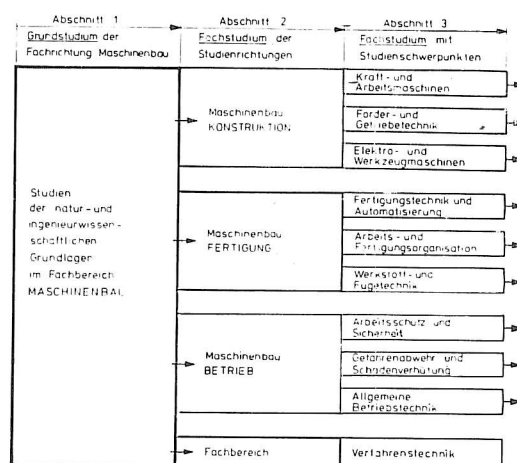 Abschnitt 1
Grundstudium der
Fachrichtung Maschinenbau
Abschnitt 2
Fachstudium der
Studienrichtungen
Abschnitt 3
Fachstudium mit
Studienschwerpunkten
Studien
der natur- und
ingenieurwissen-
schaftlichen
Grundlagen
im Fachbereich
MASCHINENBAU
Maschinenbau
KONSTRUKTION
Kraft- und
Arbeitsmaschinen
Förder- und
Getriebetechnik
Elektro- und
Werkzeugmaschinen
Maschinenbau
FERTIGUNG
Fertigungstechnik und
Automatisierung
Arbeits- und
Fertigungsorganisation
Werkstoff- und
Fügetechnik
Maschinenbau
BETRIEB
Arbeitsschutz und
Sicherheit
Gefahrenabwehr und
Schadenverhütung
Allgemeine
Betriebstechnik
Fachbereich
Verfahrenstechnik